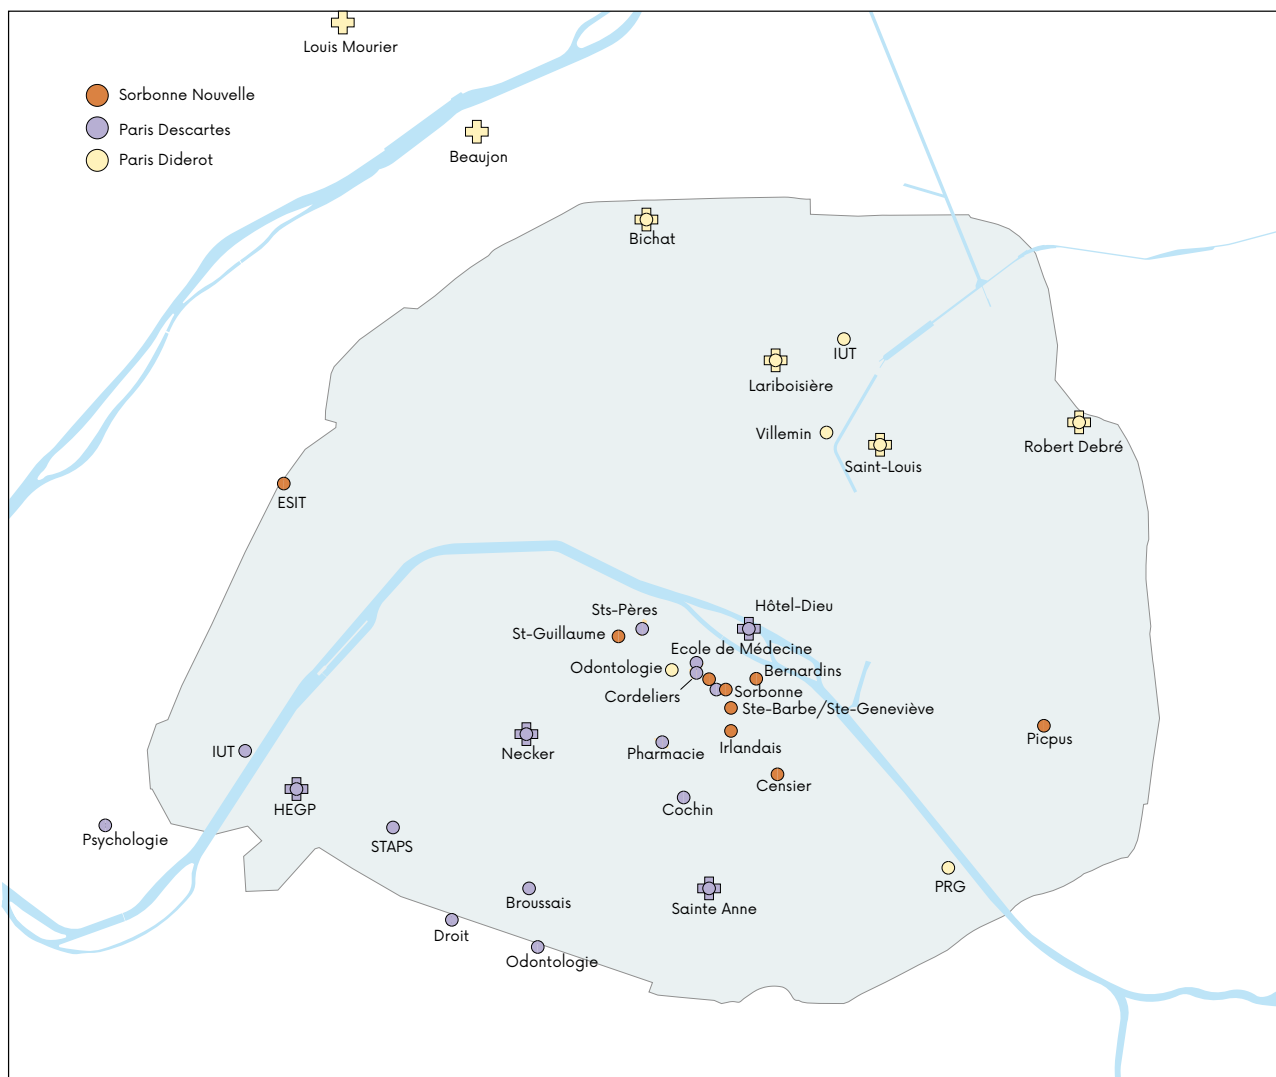 Louis Mourier
Sorbonne Nouvelle
Paris Descartes
Paris Diderot
Beaujon
Bichat
IUT
Lariboisière
Villemin
Saint-Louis
Robert Debré
ESIT
Hôtel-Dieu
Sts-Pères
St-Guillaume
Ecole de Médecine
Odontologie
Bernardins
Cordeliers
Sorbonne
Ste-Barbe/Ste-Geneviève
Irlandais
Picpus
IUT
Necker
Pharmacie
Censier
HEGP
Cochin
Psychologie
STAPS
PRG
Broussais
Sainte Anne
Droit
Odontologie